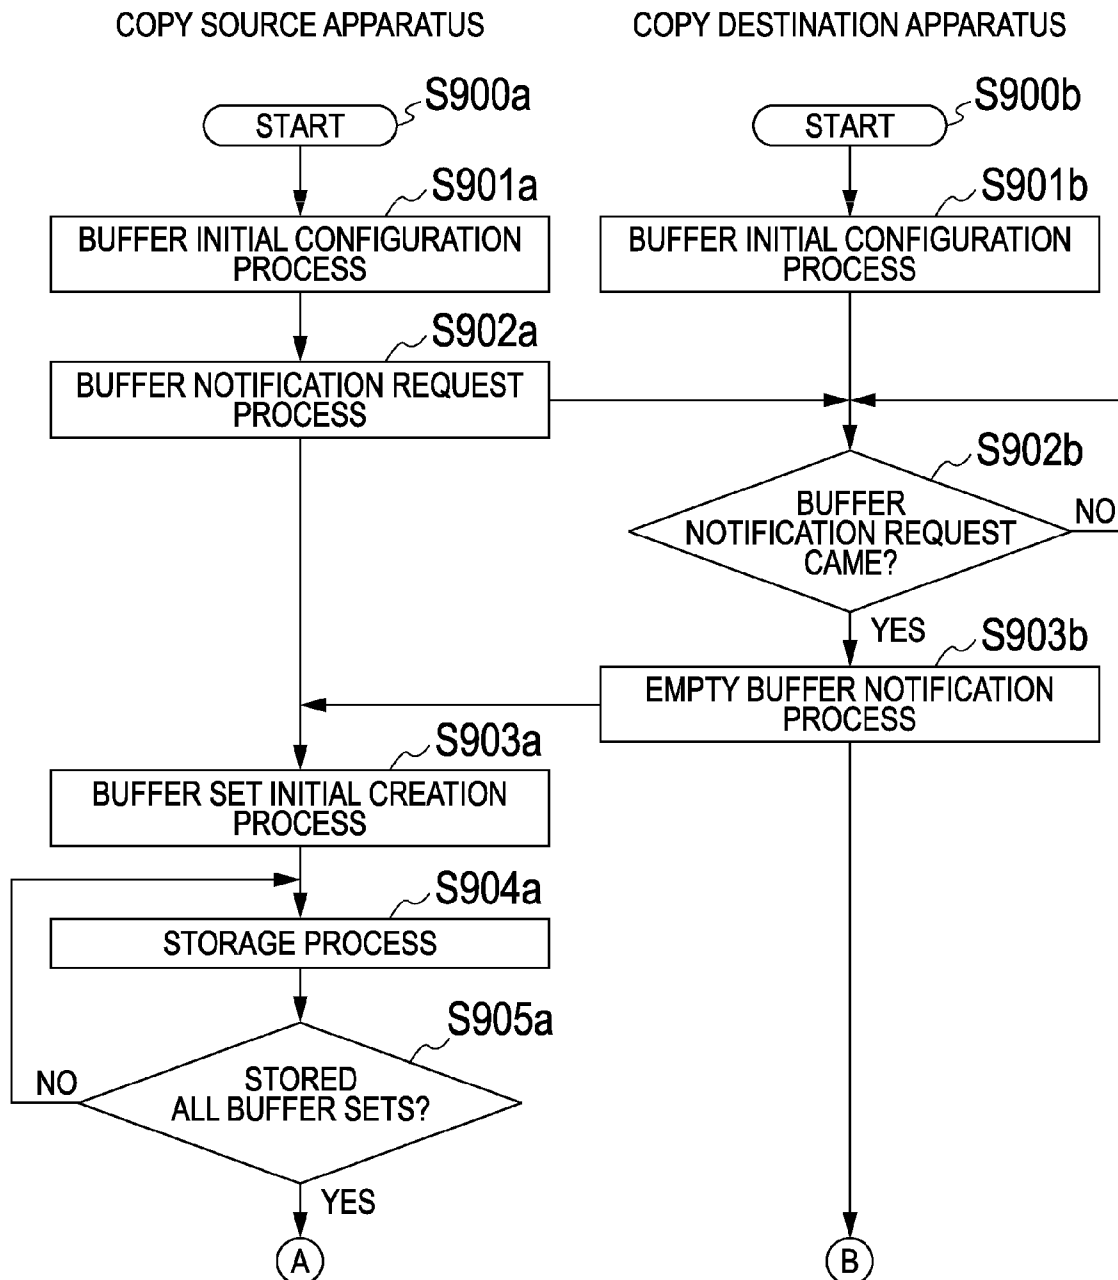 COPY SOURCE APPARATUS
COPY DESTINATION APPARATUS
S900a
START
S900b
START
S901a
BUFFER INITIAL CONFIGURATION
PROCESS
S901b
BUFFER INITIAL CONFIGURATION
PROCESS
S902a
BUFFER NOTIFICATION REQUEST
PROCESS
S902b
BUFFER
NOTIFICATION REQUEST
CAME?
NO
YES
S903b
EMPTY BUFFER NOTIFICATION
PROCESS
S903a
BUFFER SET INITIAL CREATION
PROCESS
S904a
STORAGE PROCESS
S905a
STORED
ALL BUFFER SETS?
NO
YES
A
B